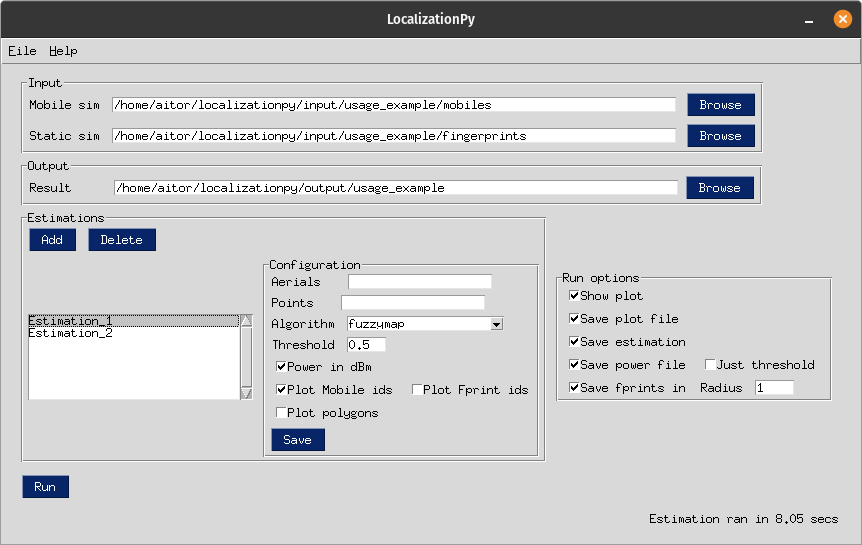 LocalizationPy
Eile Help
Input
Mobile sim /home/aitor/localizationpy/input/usage_example/mobiles Browse
Static sim /home/aitor/localizationpy/input/usage_example/fingerprints Browse
Output
Result /home/aitor/localizationpy/output/usage_example Browse
Estimations
Add Delete
Estimation_1
Estimation_2
Configuration
Aerials
Points
Algorithm fuzzymap
Threshold 0.5
Power in dBm
Plot Mobile ids Plot Fprint ids
Plot polygons
Save
Run options
Show plot
Save plot file
Save estimation
Save power file Just threshold
Save fprints in Radius 1
Run
Estimation ran in 8.05 secs